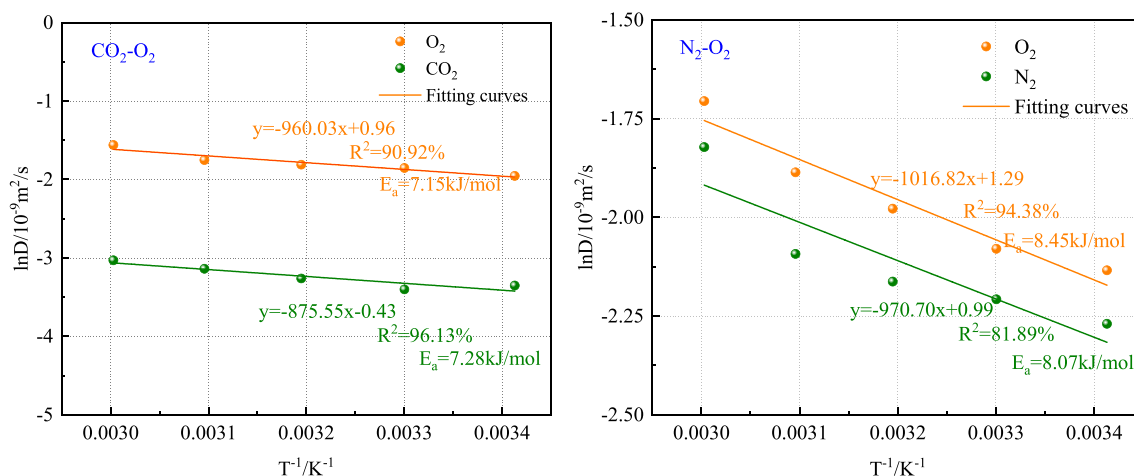 CO₂-O₂
O₂
CO₂
Fitting curves
y=-960.03x+0.96
R²=90.92%
Eₐ=7.15kJ/mol
y=-875.55x-0.43
R²=96.13%
Eₐ=7.28kJ/mol
0
-1
-2
-3
-4
-5
lnD/10⁻⁹m²/s
0.0030 0.0031 0.0032 0.0033 0.0034
T⁻¹/K⁻¹
N₂-O₂
O₂
N₂
Fitting curves
y=-1016.82x+1.29
R²=94.38%
Eₐ=8.45kJ/mol
y=-970.70x+0.99
R²=81.89%
Eₐ=8.07kJ/mol
-1.50
-1.75
-2.00
-2.25
-2.50
lnD/10⁻⁹m²/s
0.0030 0.0031 0.0032 0.0033 0.0034
T⁻¹/K⁻¹